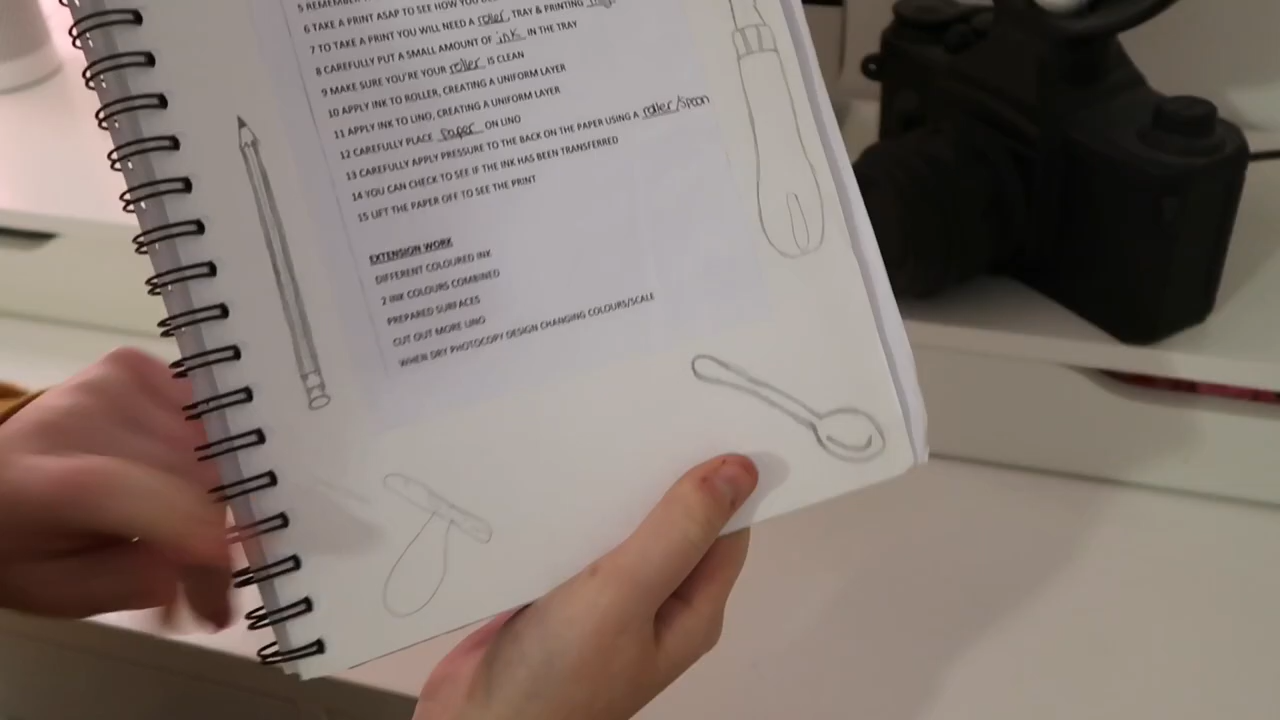 5 REMEMBER
6 TAKE A PRINT ASAP TO SEE HOW YOU
7 TO TAKE A PRINT YOU WILL NEED A roller, TRAY & PRINTING
8 CAREFULLY PUT A SMALL AMOUNT OF ink IN THE TRAY
9 MAKE SURE YOU'RE YOUR roller IS CLEAN
10 APPLY INK TO ROLLER, CREATING A UNIFORM LAYER
11 APPLY INK TO LINO, CREATING A UNIFORM LAYER
12 CAREFULLY PLACE paper ON LINO
13 CAREFULLY APPLY PRESSURE TO THE BACK ON THE PAPER USING A roller/spoon
14 YOU CAN CHECK TO SEE IF THE INK HAS BEEN TRANSFERRED
15 LIFT THE PAPER OFF TO SEE THE PRINT
EXTENSION WORK
DIFFERENT COLOURED INK
2 INK COLOURS COMBINED
PREPARED SURFACES
CUT OUT MORE LINO
WHEN DRY PHOTOCOPY DESIGN CHANGING COLOURS/SCALE